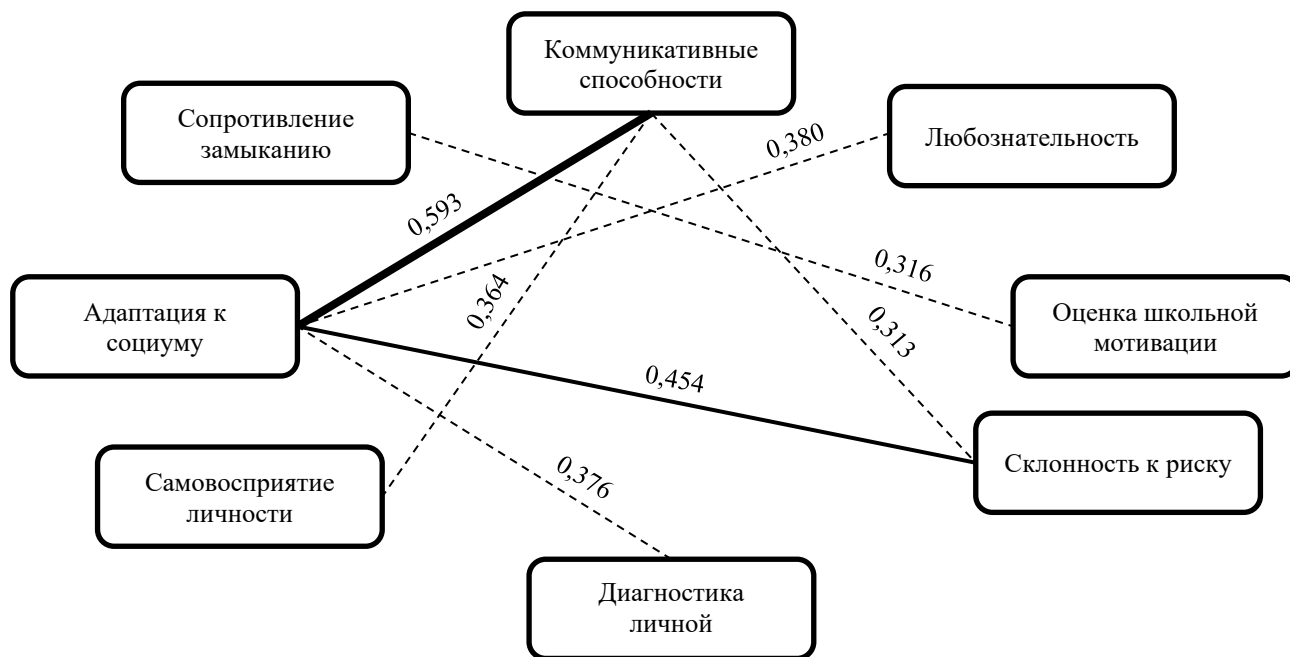 Коммуникативные
способности
Сопротивление
замыканию
Любознательность
0,380
0,593
0,316
0,364
0,313
Адаптация к
социуму
Оценка школьной
мотивации
0,454
Склонность к риску
Самовосприятие
личности
0,376
Диагностика
личной